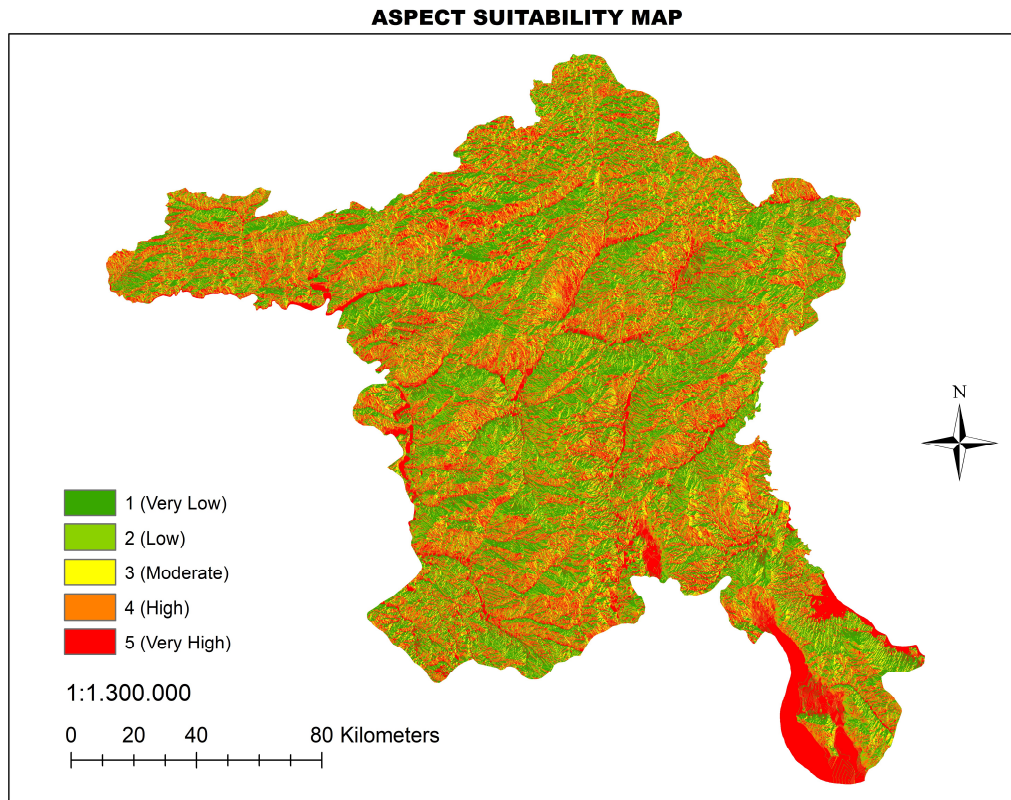 ASPECT SUITABILITY MAP
N
1 (Very Low)
2 (Low)
3 (Moderate)
4 (High)
5 (Very High)
1:1.300.000
0 20 40 80 Kilometers